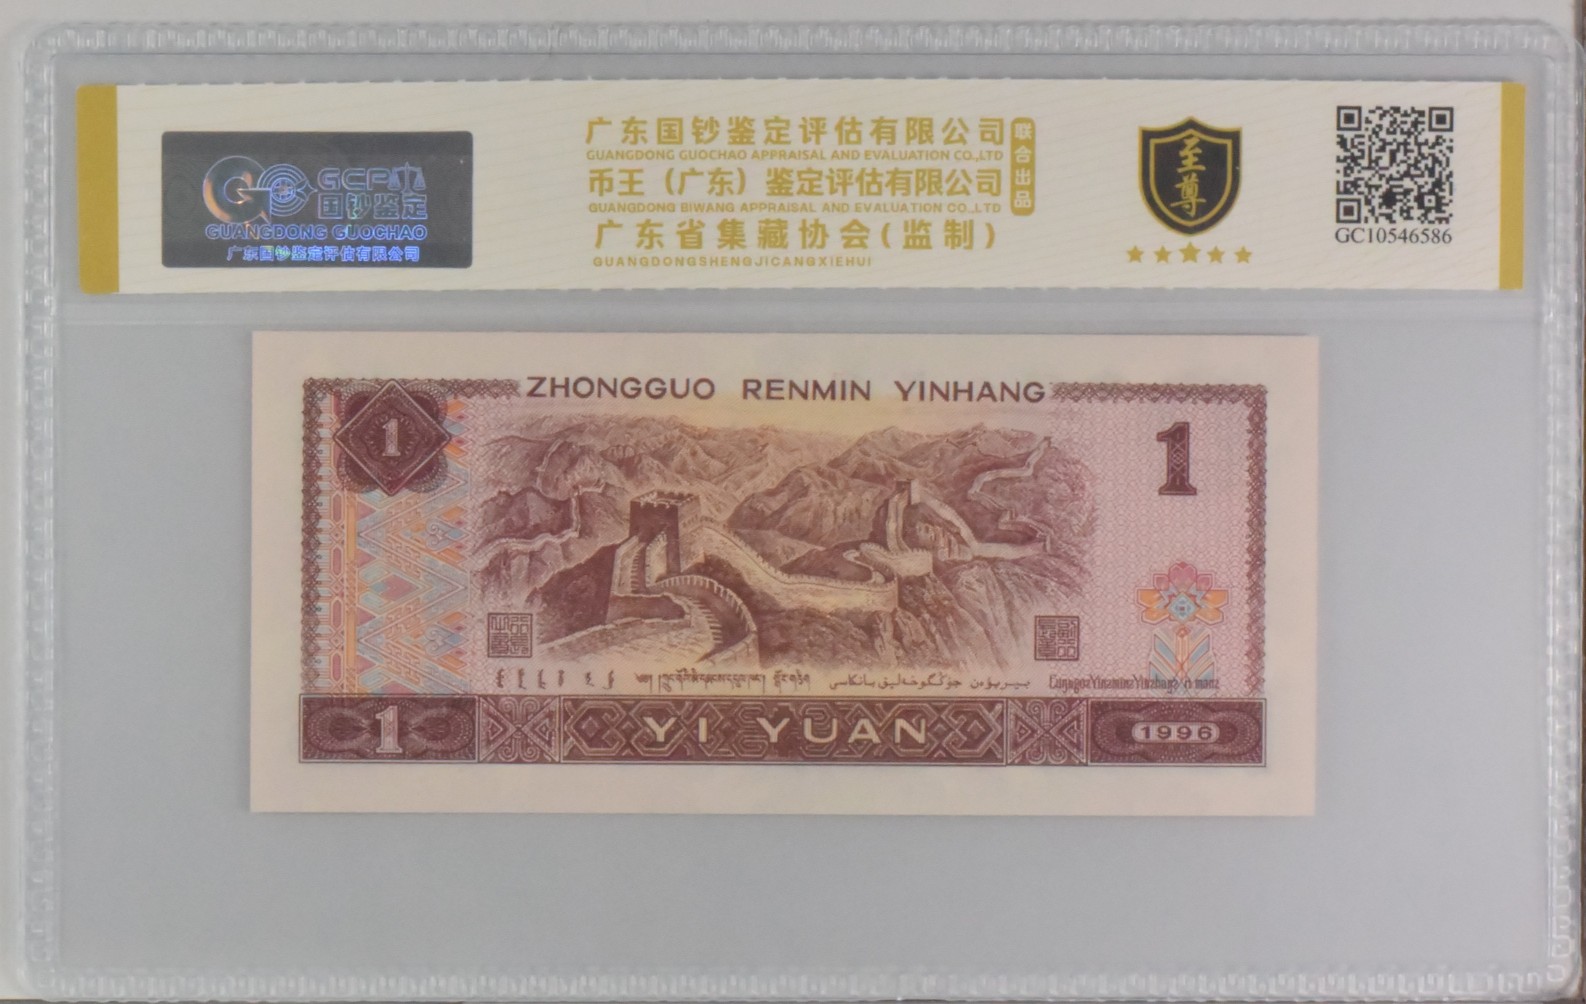 GCP
国钞鉴定
GUANGDONG GUOCHAO
广东国钞鉴定评估有限公司
广东国钞鉴定评估有限公司
GUANGDONG GUOCHAO APPRAISAL AND EVALUATION CO.,LTD
币王（广东）鉴定评估有限公司
GUANGDONG BIWANG APPRAISAL AND EVALUATION CO.,LTD
广东省集藏协会(监制)
GUANGDONGSHENGJICANGXIEHUI
联合出品
至尊
GC10546586
ZHONGGUO RENMIN YINHANG
1
1
1
YI YUAN
1996